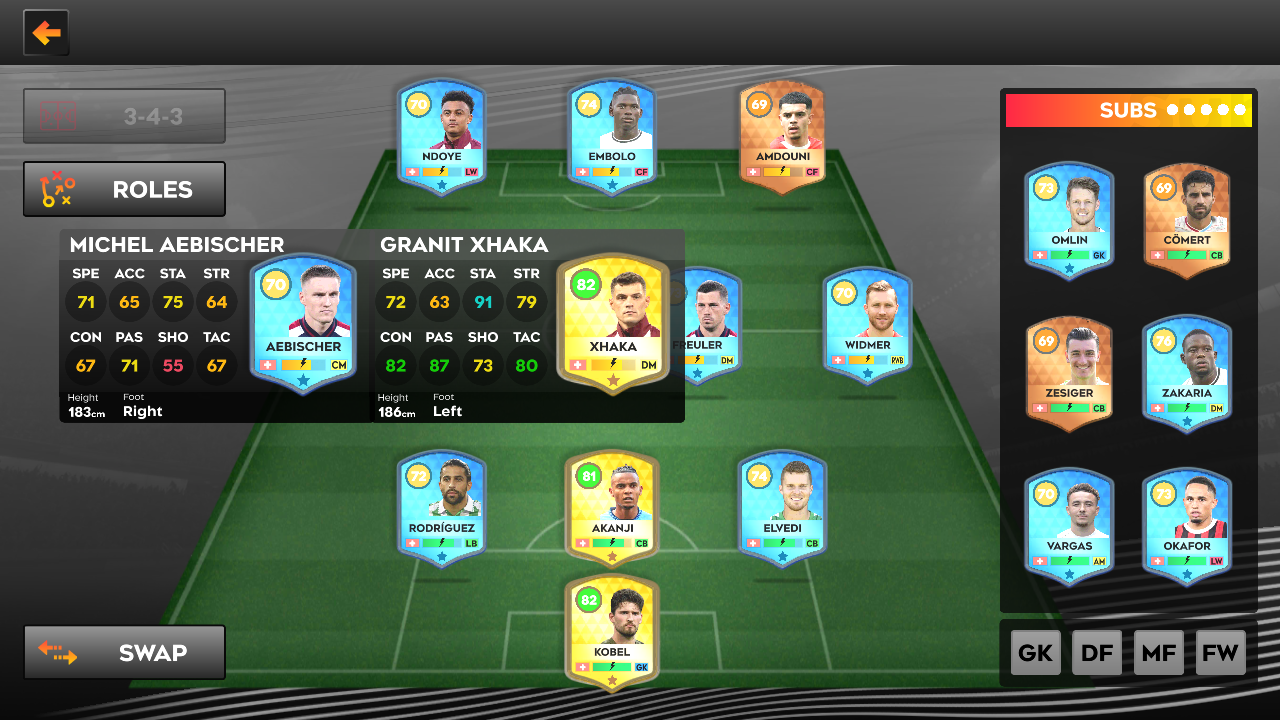 3-4-3
ROLES
70
NDOYE
LW
74
EMBOLO
CF
69
AMDOUNI
CF
MICHEL AEBISCHER
SPE ACC STA STR
71 65 75 64
CON PAS SHO TAC
67 71 55 67
Height Foot
183cm Right
70
AEBISCHER
CM
GRANIT XHAKA
SPE ACC STA STR
72 63 91 79
CON PAS SHO TAC
82 87 73 80
Height Foot
186cm Left
82
XHAKA
DM
FREULER
DM
70
WIDMER
RWB
72
RODRÍGUEZ
LB
81
AKANJI
CB
74
ELVEDI
CB
82
KOBEL
GK
SUBS
73
OMLIN
GK
69
CÖMERT
CB
69
ZESIGER
CB
76
ZAKARIA
DM
70
VARGAS
AM
73
OKAFOR
LW
SWAP
GK DF MF FW